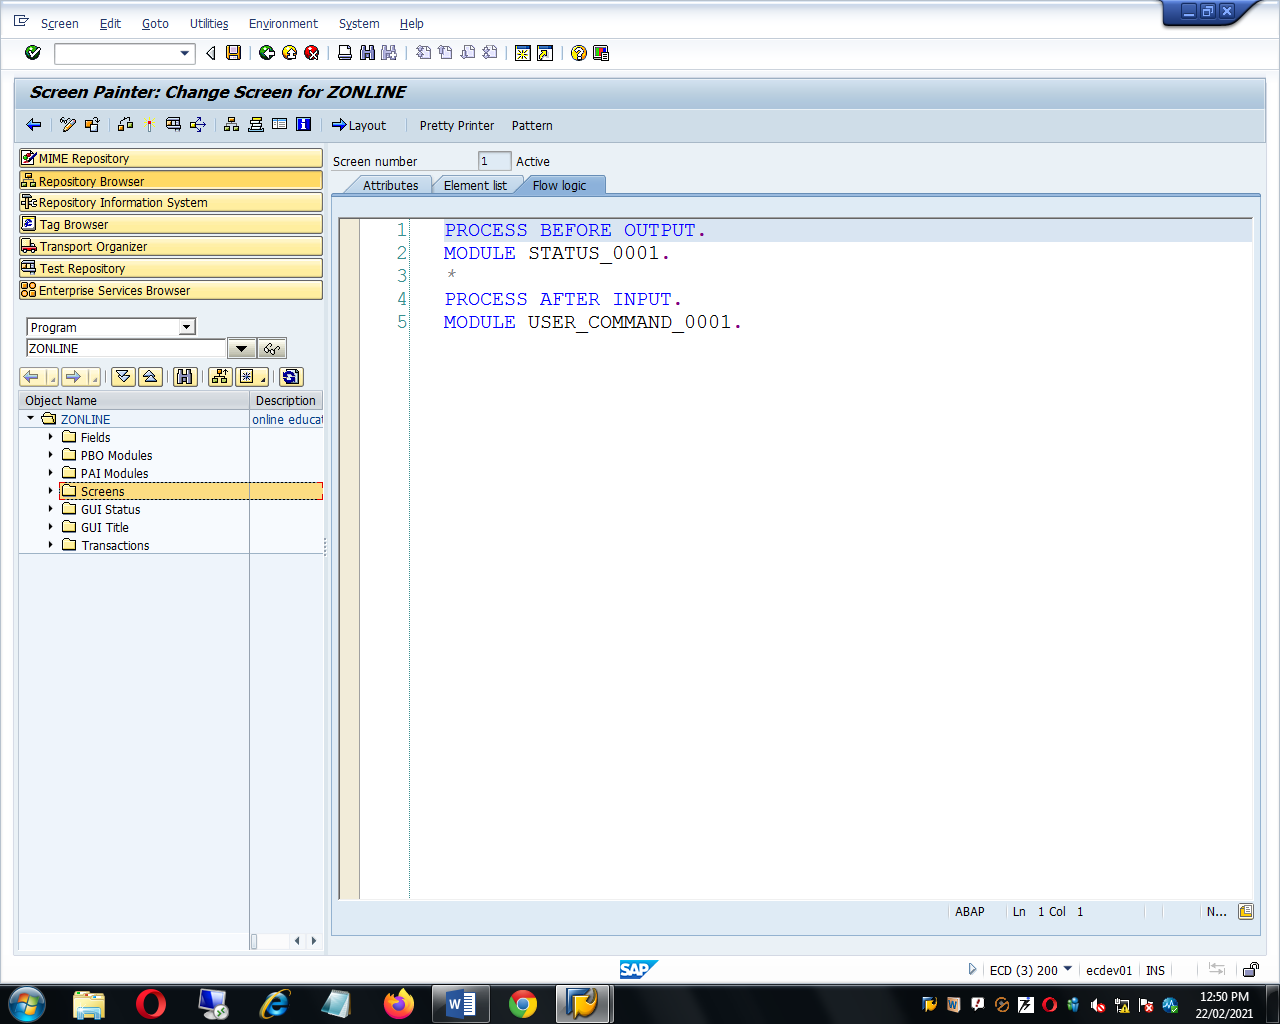 Screen Edit Goto Utilities Environment System Help
Screen Painter: Change Screen for ZONLINE
Layout Pretty Printer Pattern
MIME Repository
Repository Browser
Repository Information System
Tag Browser
Transport Organizer
Test Repository
Enterprise Services Browser
Program
ZONLINE
Object Name Description
ZONLINE online educat
Fields
PBO Modules
PAI Modules
Screens
GUI Status
GUI Title
Transactions
Screen number 1 Active
Attributes Element list Flow logic
1 PROCESS BEFORE OUTPUT.
2 MODULE STATUS_0001.
3 *
4 PROCESS AFTER INPUT.
5 MODULE USER_COMMAND_0001.
ABAP Ln 1 Col 1 N...
SAP
ECD (3) 200 ecdev01 INS
12:50 PM
22/02/2021